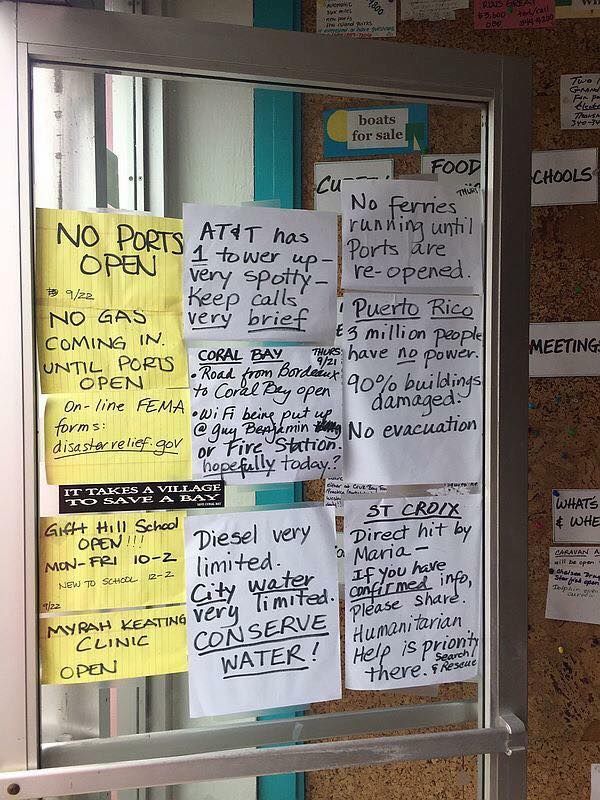 boats
for sale
FOOD
CHOOLS
MEETING
WHAT'S
& WHE
NO PORTS
OPEN
9/22
NO GAS
COMING IN.
UNTIL PORTS
OPEN
On-line FEMA
forms:
disasterrelief.gov
IT TAKES A VILLAGE
TO SAVE A BAY
Gifft Hill School
OPEN!!!
MON-FRI 10-2
NEW TO SCHOOL 12-2
9/22
MYRAH KEATING
CLINIC
OPEN
AT&T has
1 tower up-
very spotty-
Keep calls
very brief
CORAL BAY THURS
9/21
• Road from Bordeaux
to Coral Bay open
• WiFi being put up
@ Guy Benjamin
or Fire Station.
hopefully today.?
Diesel very
limited.
City water
very limited.
CONSERVE
WATER!
THUR
No ferries
running until
Ports are
re-opened.
Puerto Rico
3 million people
have no power.
90% buildings
damaged.
No evacuation
ST CROIX
Direct hit by
Maria -
If you have
confirmed info,
Please share.
Humanitarian
Help is priority
there. Search
& Rescue